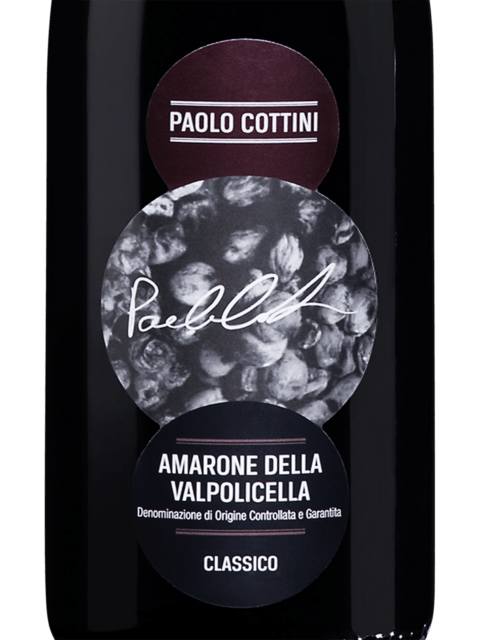 PAOLO COTTINI
AMARONE DELLA
VALPOLICELLA
Denominazione di Origine Controllata e Garantita
CLASSICO